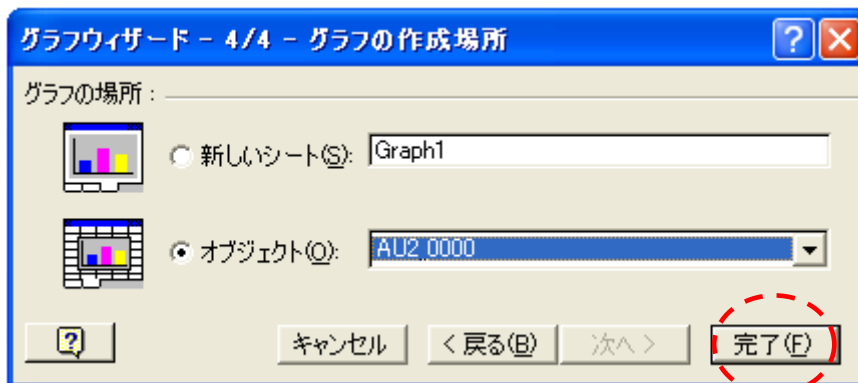 グラフウィザード - 4/4 - グラフの作成場所
グラフの場所:
新しいシート(S): Graph1
オブジェクト(O): AU2_0000
キャンセル < 戻る(B) 次へ > 完了(F)